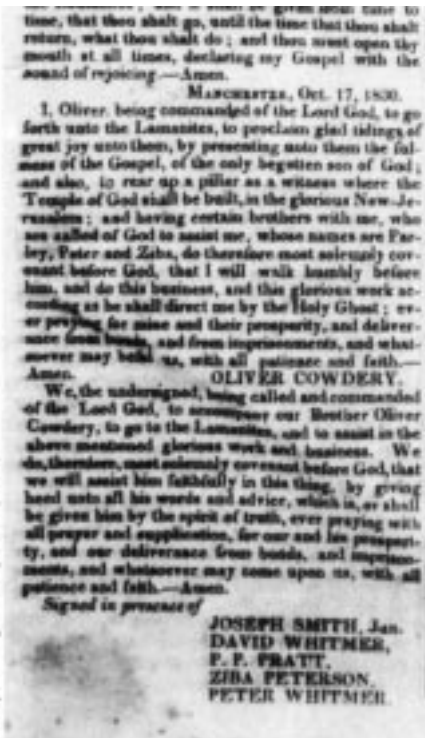 time, that thou shalt go, until the time that thou shalt
return, what thou shalt do; and thou must open thy
mouth at all times, declaring my Gospel with the
sound of rejoicing.—Amen.
MANCHESTER, Oct. 17, 1830.
I, Oliver, being commanded of the Lord God, to go
forth unto the Lamanites, to proclaim glad tidings of
great joy unto them, by presenting unto them the ful-
ness of the Gospel, of the only begotten son of God;
and also, to rear up a pillar as a witness where the
Temple of God shall be built, in the glorious New-Je-
rusalem; and having certain brothers with me, who
are called of God to assist me, whose names are Par-
ley, Peter and Ziba, do therefore most solemnly cov-
enant before God, that I will walk humbly before
him, and do this business, and this glorious work ac-
cording as he shall direct me by the Holy Ghost; ev-
er praying for mine and their prosperity, and deliver-
ance from bonds, and from imprisonments, and what-
soever may befal us, with all patience and faith.—
Amen. OLIVER COWDERY.
We, the undersigned, being called and commanded
of the Lord God, to accompany our Brother Oliver
Cowdery, to go to the Lamanites, and to assist in the
above mentioned glorious work and business. We
do, therefore, most solemnly covenant before God, that
we will assist him faithfully in this thing, by giving
heed unto all his words and advice, which is, or shall
be given him by the spirit of truth, ever praying with
all prayer and supplication, for our and his prosperi-
ty, and our deliverance from bonds, and imprison-
ments, and whatsoever may come upon us, with all
patience and faith.—Amen.
Signed in presence of
JOSEPH SMITH, Jun.
DAVID WHITMER,
P. P. PRATT,
ZIBA PETERSON,
PETER WHITMER.